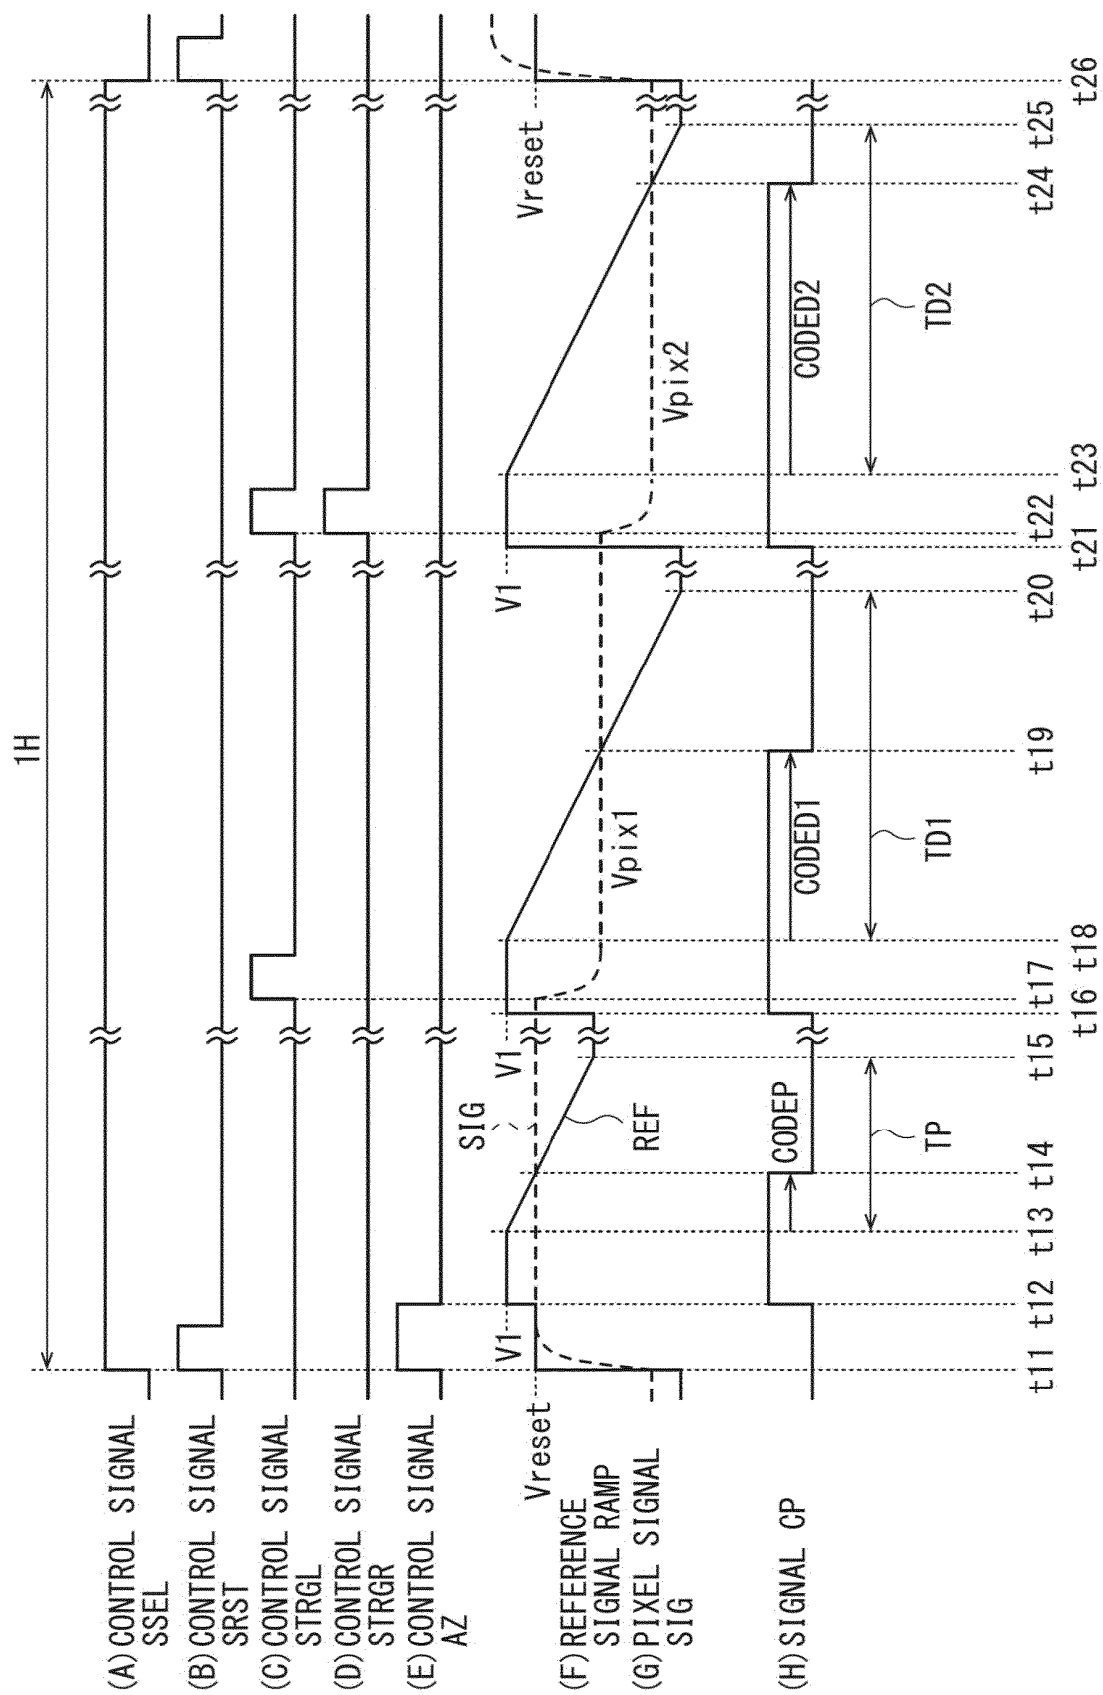 1H
(A)CONTROL SIGNAL
SSEL
(B)CONTROL SIGNAL
SRST
(C)CONTROL SIGNAL
STRGL
(D)CONTROL SIGNAL
STRGR
(E)CONTROL SIGNAL
AZ
V1
V1
V1
Vreset
Vreset
SIG
REF
Vpix1
Vpix2
(F)REFERENCE
SIGNAL RAMP
(G)PIXEL SIGNAL
SIG
(H)SIGNAL CP
CODEP
CODED1
CODED2
TP
TD1
TD2
t11 t12 t13 t14 t15 t16 t17 t18 t19 t20 t21 t22 t23 t24 t25 t26